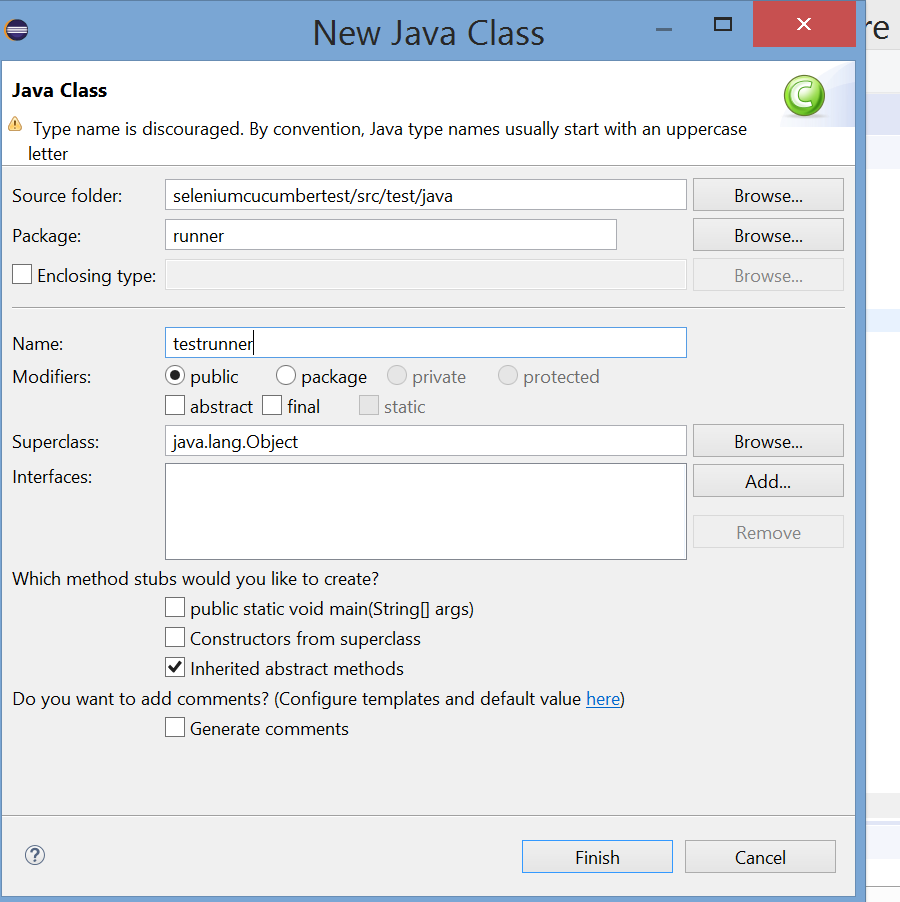 New Java Class
re
Java Class
Type name is discouraged. By convention, Java type names usually start with an uppercase
letter
Source folder: seleniumcucumbertest/src/test/java Browse...
Package: runner Browse...
Enclosing type: Browse...
Name: testrunner
Modifiers: public package private protected
abstract final static
Superclass: java.lang.Object Browse...
Interfaces: Add...
Remove
Which method stubs would you like to create?
public static void main(String[] args)
Constructors from superclass
Inherited abstract methods
Do you want to add comments? (Configure templates and default value here)
Generate comments
Finish Cancel